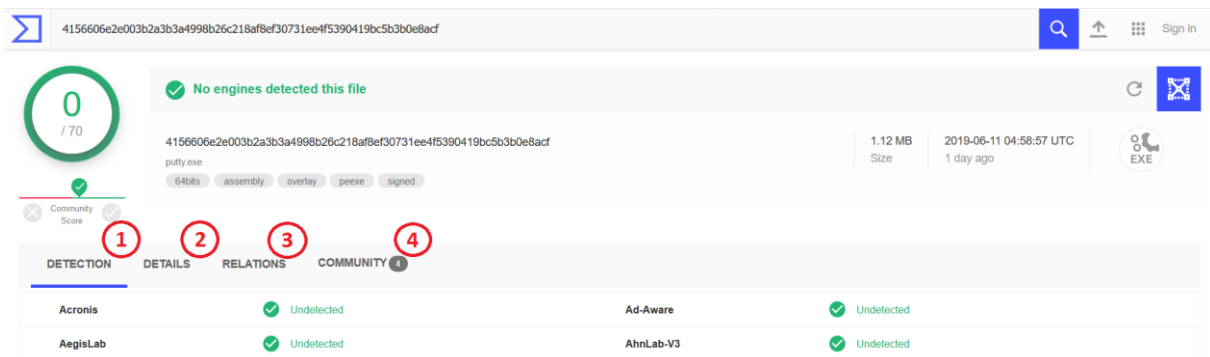 4156606e2e003b2a3b3a4998b26c218af8ef30731ee4f5390419bc5b3b0e8acf
Sign in
0
/ 70
No engines detected this file
4156606e2e003b2a3b3a4998b26c218af8ef30731ee4f5390419bc5b3b0e8acf
putty.exe
64bits assembly overlay peexe signed
1.12 MB
Size
2019-06-11 04:58:57 UTC
1 day ago
EXE
Community
Score
1 2 3 4
DETECTION DETAILS RELATIONS COMMUNITY 4
Acronis Undetected Ad-Aware Undetected
AegisLab Undetected AhnLab-V3 Undetected